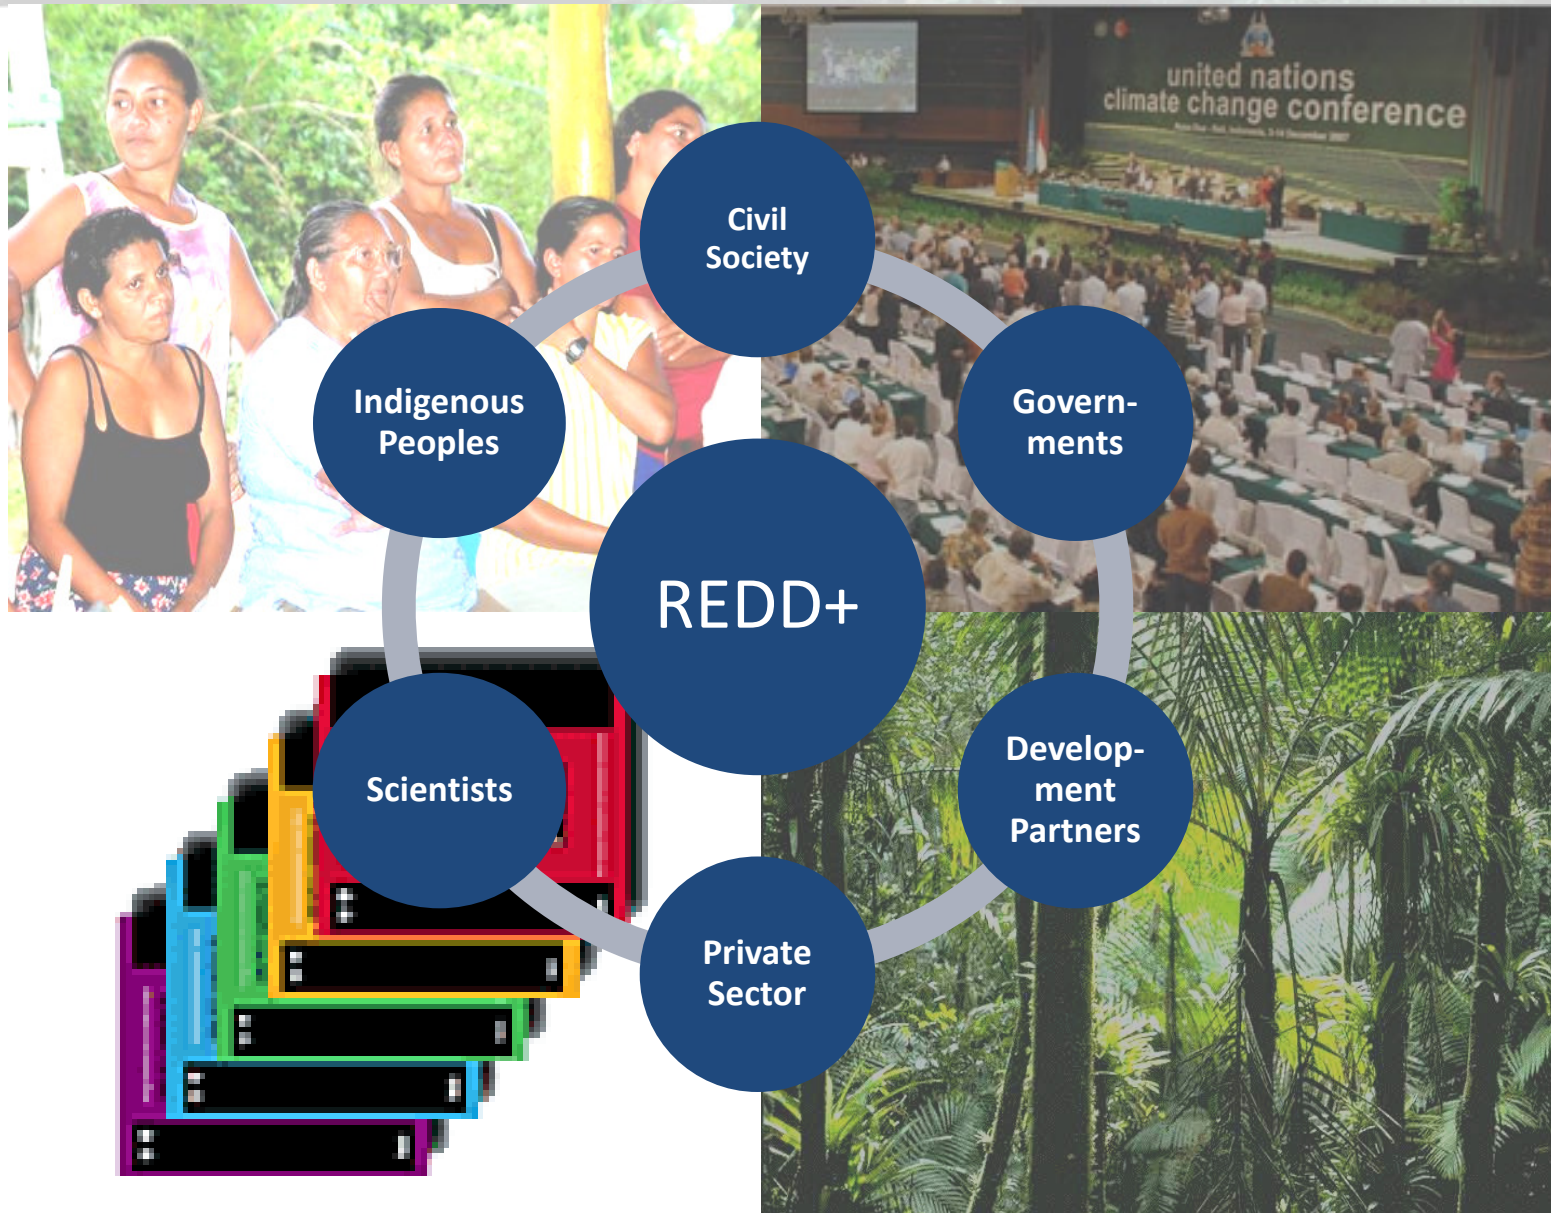 united nations
climate change conference
Civil
Society
Govern-
ments
Indigenous
Peoples
REDD+
Develop-
ment
Partners
Scientists
Private
Sector